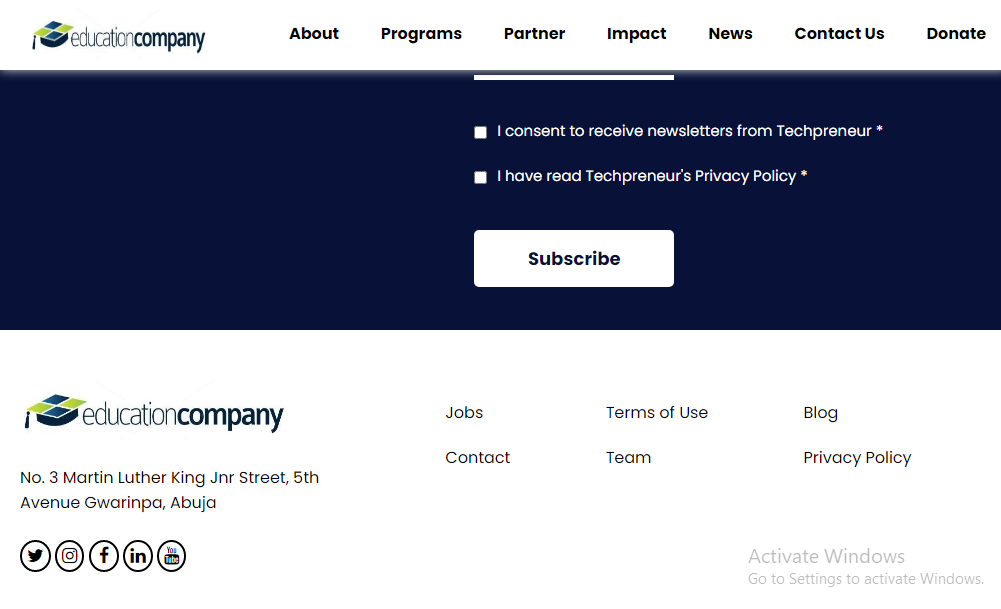 educationcompany
About Programs Partner Impact News Contact Us Donate
I consent to receive newsletters from Techpreneur *
I have read Techpreneur's Privacy Policy *
Subscribe
educationcompany
Jobs Terms of Use Blog
Contact Team Privacy Policy
No. 3 Martin Luther King Jnr Street, 5th
Avenue Gwarinpa, Abuja
You
Tube
Activate Windows
Go to Settings to activate Windows.